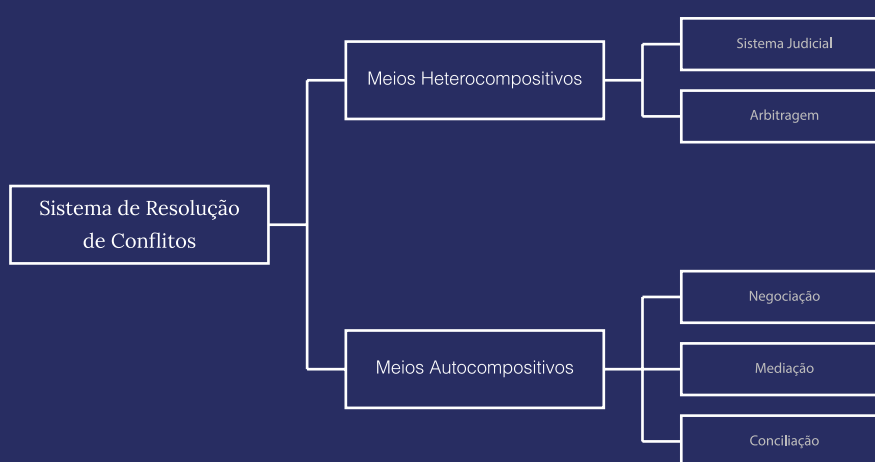 Sistema de Resolução
de Conflitos
Meios Heterocompositivos
Sistema Judicial
Arbitragem
Meios Autocompositivos
Negociação
Mediação
Conciliação